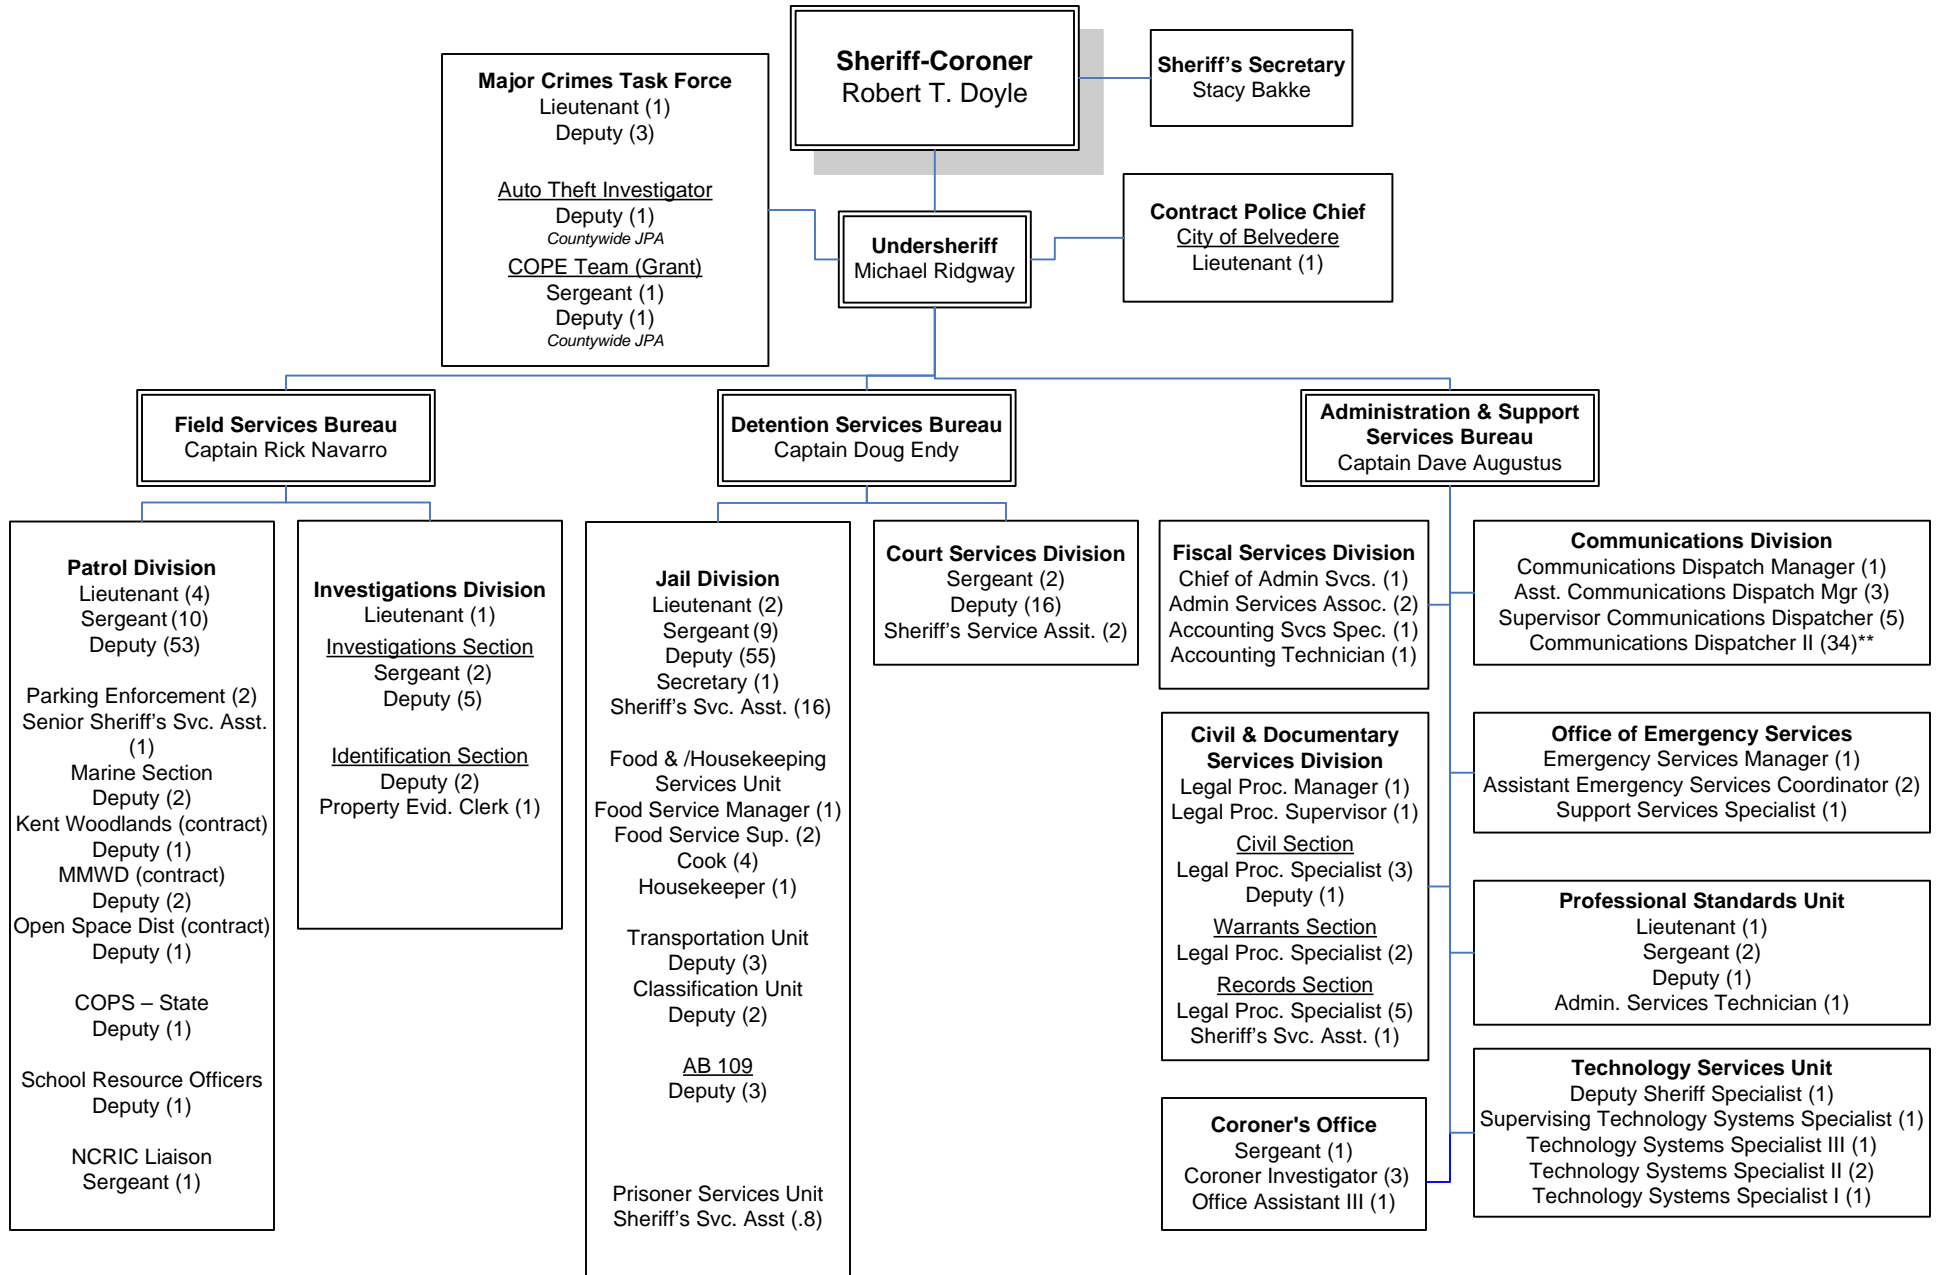 Sheriff-Coroner
Robert T. Doyle
Sheriff's Secretary
Stacy Bakke
Major Crimes Task Force
Lieutenant (1)
Deputy (3)
Auto Theft Investigator
Deputy (1)
Countywide JPA
COPE Team (Grant)
Sergeant (1)
Deputy (1)
Countywide JPA
Undersheriff
Michael Ridgway
Contract Police Chief
City of Belvedere
Lieutenant (1)
Field Services Bureau
Captain Rick Navarro
Detention Services Bureau
Captain Doug Endy
Administration & Support
Services Bureau
Captain Dave Augustus
Patrol Division
Lieutenant (4)
Sergeant (10)
Deputy (53)
Parking Enforcement (2)
Senior Sheriff's Svc. Asst.
(1)
Marine Section
Deputy (2)
Kent Woodlands (contract)
Deputy (1)
MMWD (contract)
Deputy (2)
Open Space Dist (contract)
Deputy (1)
COPS – State
Deputy (1)
School Resource Officers
Deputy (1)
NCRIC Liaison
Sergeant (1)
Investigations Division
Lieutenant (1)
Investigations Section
Sergeant (2)
Deputy (5)
Identification Section
Deputy (2)
Property Evid. Clerk (1)
Jail Division
Lieutenant (2)
Sergeant (9)
Deputy (55)
Secretary (1)
Sheriff's Svc. Asst. (16)
Food & /Housekeeping
Services Unit
Food Service Manager (1)
Food Service Sup. (2)
Cook (4)
Housekeeper (1)
Transportation Unit
Deputy (3)
Classification Unit
Deputy (2)
AB 109
Deputy (3)
Prisoner Services Unit
Sheriff's Svc. Asst (.8)
Court Services Division
Sergeant (2)
Deputy (16)
Sheriff's Service Assit. (2)
Fiscal Services Division
Chief of Admin Svcs. (1)
Admin Services Assoc. (2)
Accounting Svcs Spec. (1)
Accounting Technician (1)
Civil & Documentary
Services Division
Legal Proc. Manager (1)
Legal Proc. Supervisor (1)
Civil Section
Legal Proc. Specialist (3)
Deputy (1)
Warrants Section
Legal Proc. Specialist (2)
Records Section
Legal Proc. Specialist (5)
Sheriff's Svc. Asst. (1)
Coroner's Office
Sergeant (1)
Coroner Investigator (3)
Office Assistant III (1)
Communications Division
Communications Dispatch Manager (1)
Asst. Communications Dispatch Mgr (3)
Supervisor Communications Dispatcher (5)
Communications Dispatcher II (34)**
Office of Emergency Services
Emergency Services Manager (1)
Assistant Emergency Services Coordinator (2)
Support Services Specialist (1)
Professional Standards Unit
Lieutenant (1)
Sergeant (2)
Deputy (1)
Admin. Services Technician (1)
Technology Services Unit
Deputy Sheriff Specialist (1)
Supervising Technology Systems Specialist (1)
Technology Systems Specialist III (1)
Technology Systems Specialist II (2)
Technology Systems Specialist I (1)